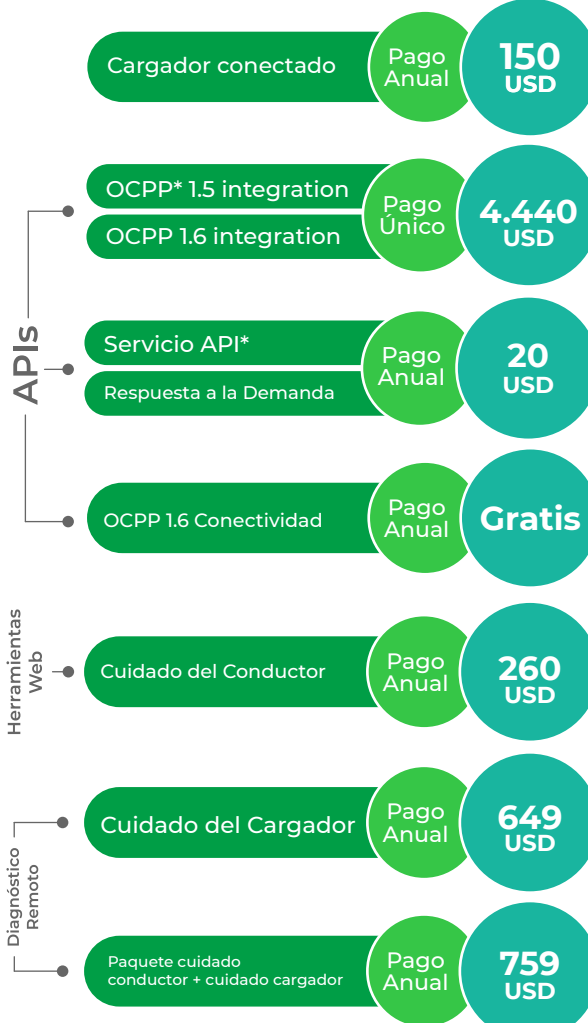 Cargador conectado
Pago
Anual
150
USD
APIs
OCPP* 1.5 integration
OCPP 1.6 integration
Pago
Único
4.440
USD
Servicio API*
Respuesta a la Demanda
Pago
Anual
20
USD
OCPP 1.6 Conectividad
Pago
Anual
Gratis
Herramientas
Web
Cuidado del Conductor
Pago
Anual
260
USD
Diagnóstico
Remoto
Cuidado del Cargador
Pago
Anual
649
USD
Paquete cuidado
conductor + cuidado cargador
Pago
Anual
759
USD